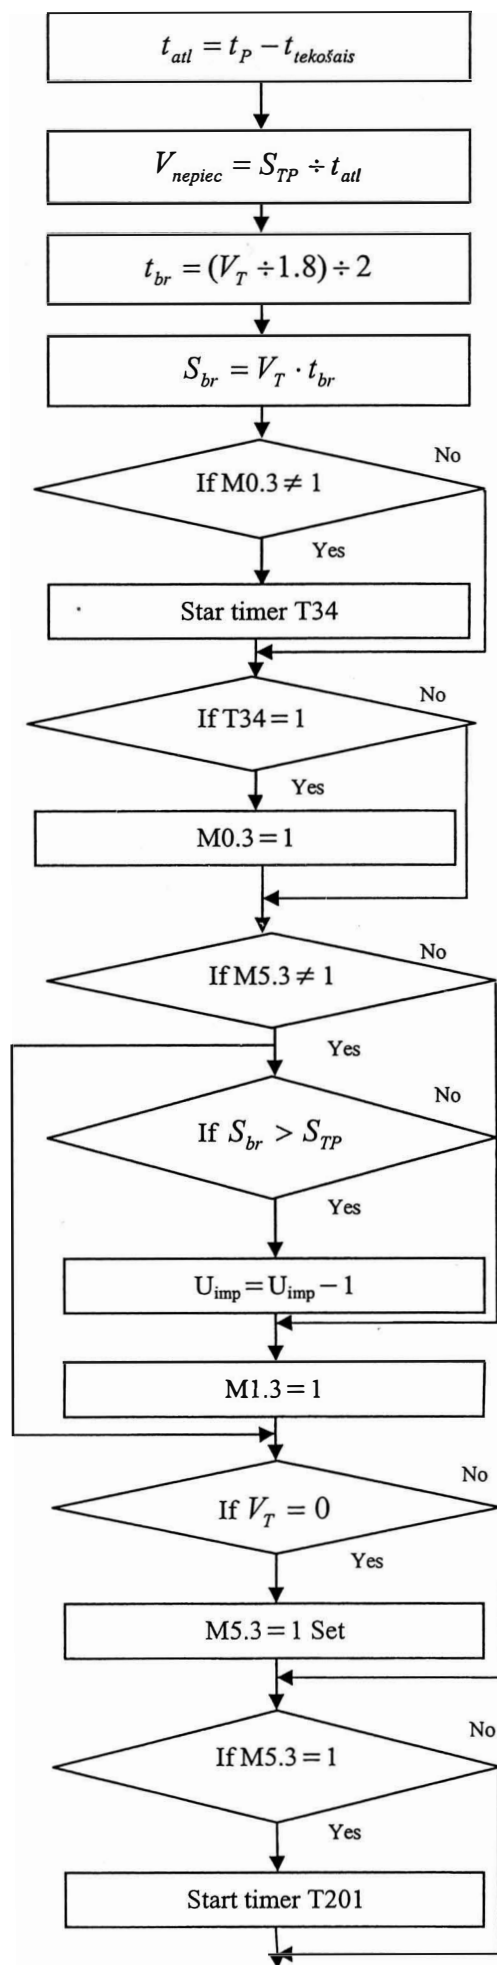 t_atl = t_P − t_tekošais
V_nepiec = S_TP ÷ t_atl
t_br = (V_T ÷ 1.8) ÷ 2
S_br = V_T · t_br
No
If M0.3 ≠ 1
Yes
Star timer T34
No
If T34 = 1
Yes
M0.3 = 1
No
If M5.3 ≠ 1
Yes
No
If S_br > S_TP
Yes
U_imp = U_imp − 1
M1.3 = 1
No
If V_T = 0
Yes
M5.3 = 1 Set
No
If M5.3 = 1
Yes
Start timer T201